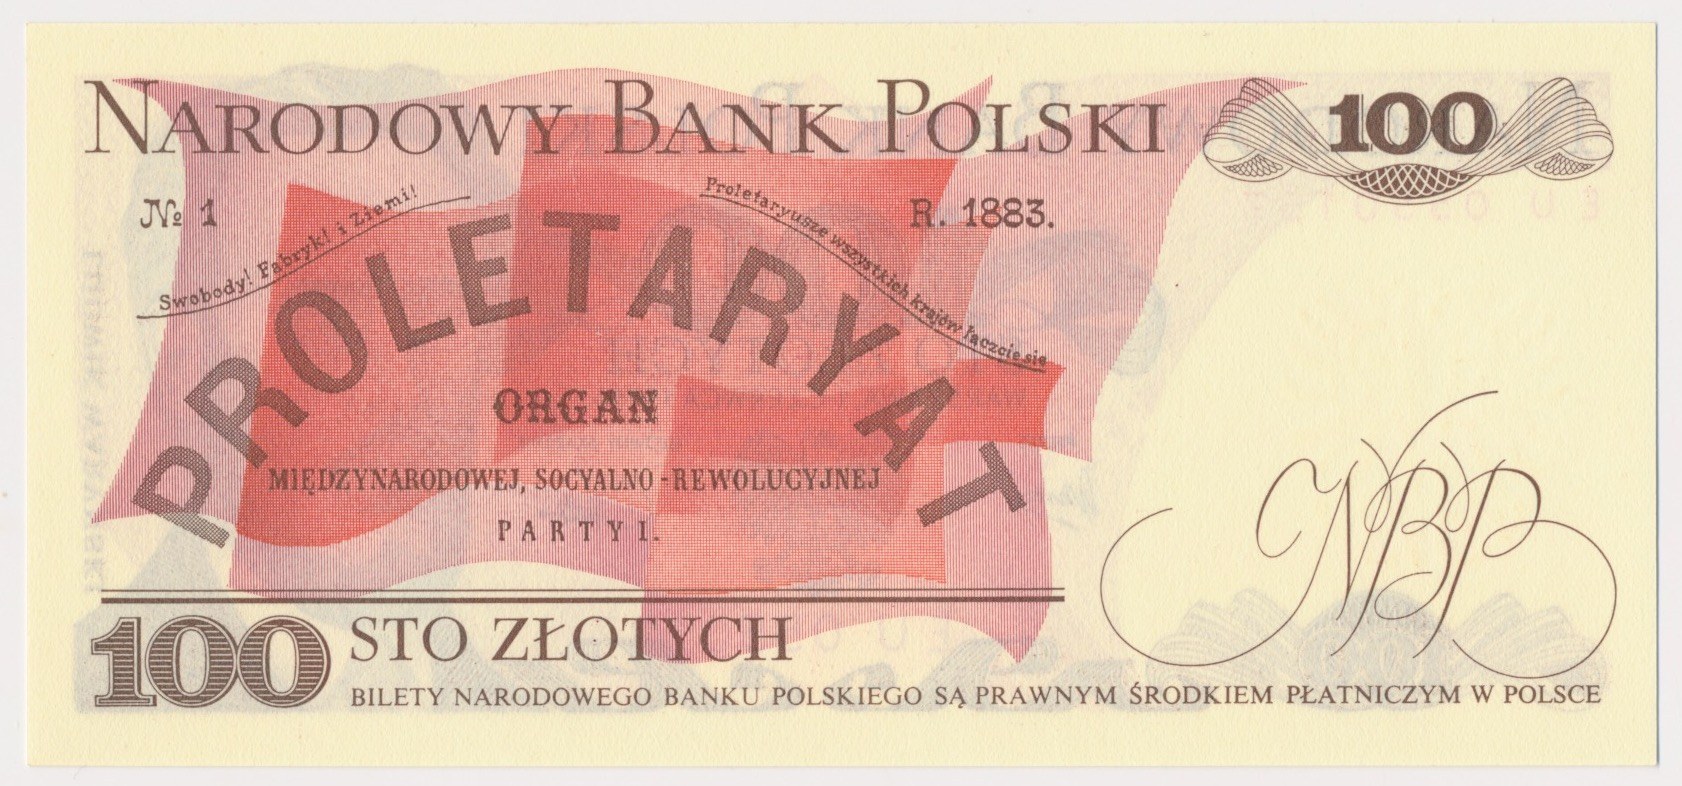 NARODOWY BANK POLSKI
100
№ 1
R. 1883.
Swobody! Fabryk! i Ziemi!
Proletaryusze wszystkich krajów łączcie się
PROLETARYAT
ORGAN
MIĘDZYNARODOWEJ, SOCYALNO-REWOLUCYJNEJ
PARTYI.
NBP
100 STO ZŁOTYCH
BILETY NARODOWEGO BANKU POLSKIEGO SĄ PRAWNYM ŚRODKIEM PŁATNICZYM W POLSCE